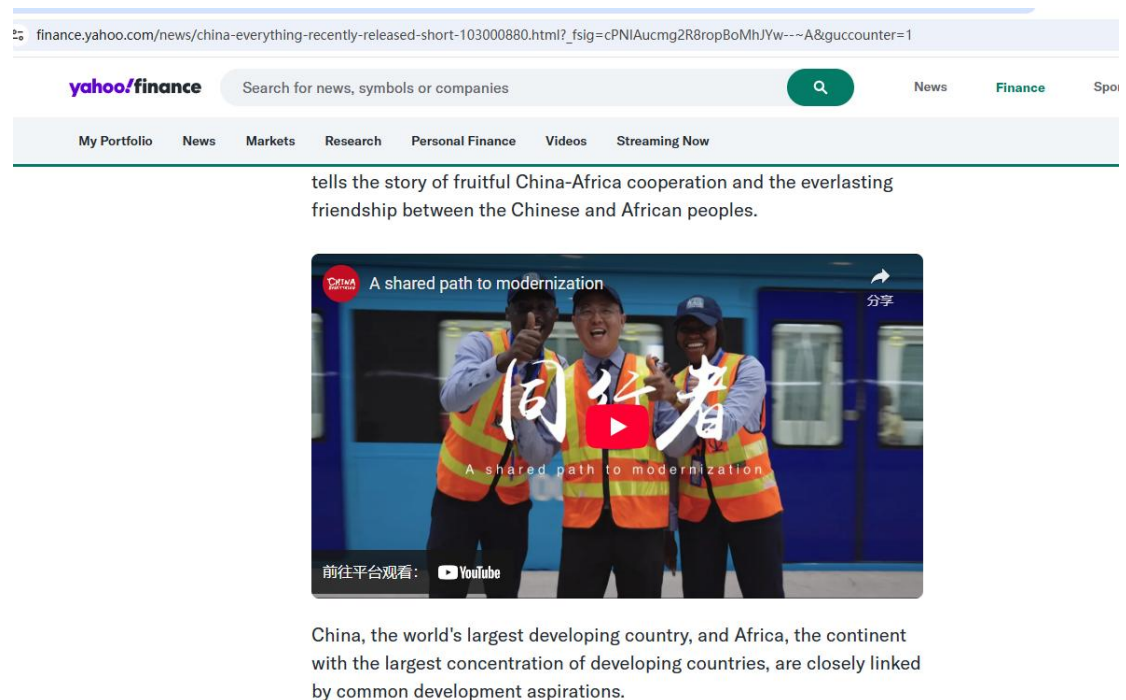 finance.yahoo.com/news/china-everything-recently-released-short-103000880.html?_fsig=cPNIAucmg2R8ropBoMhJYw--~A&guccounter=1
yahoo!finance Search for news, symbols or companies News Finance Spo
My Portfolio News Markets Research Personal Finance Videos Streaming Now
tells the story of fruitful China-Africa cooperation and the everlasting
friendship between the Chinese and African peoples.
CHINA A shared path to modernization
分享
同行者
A shared path to modernization
前往平台观看： YouTube
China, the world's largest developing country, and Africa, the continent
with the largest concentration of developing countries, are closely linked
by common development aspirations.